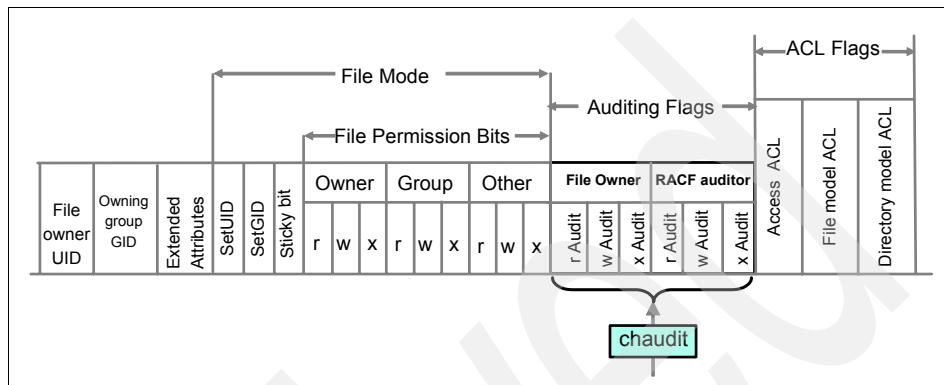 ACL Flags
File Mode
Auditing Flags
File Permission Bits
File owner UID
Owning group GID
Extended Attributes
SetUID
SetGID
Sticky bit
Owner
Group
Other
r w x r w x r w x
File Owner
RACF auditor
r Audit
w Audit
x Audit
r Audit
w Audit
x Audit
Access ACL
File model ACL
Directory model ACL
chaudit